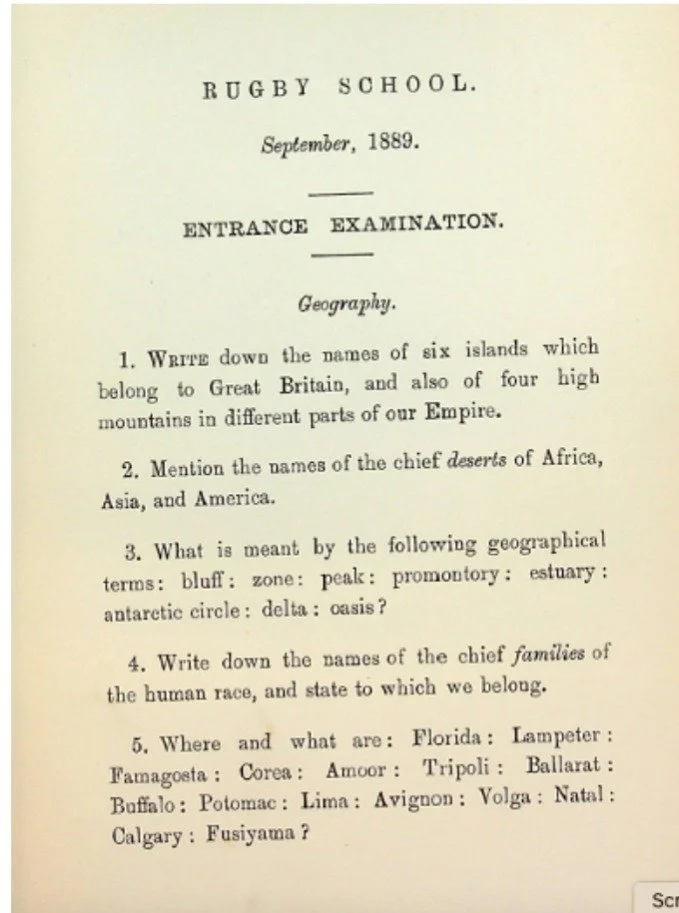 RUGBY SCHOOL.
September, 1889.
ENTRANCE EXAMINATION.
Geography.
1. WRITE down the names of six islands which
belong to Great Britain, and also of four high
mountains in different parts of our Empire.
2. Mention the names of the chief deserts of Africa,
Asia, and America.
3. What is meant by the following geographical
terms: bluff: zone: peak: promontory: estuary:
antarctic circle: delta: oasis?
4. Write down the names of the chief families of
the human race, and state to which we belong.
5. Where and what are: Florida: Lampeter:
Famagosta: Corea: Amoor: Tripoli: Ballarat:
Buffalo: Potomac: Lima: Avignon: Volga: Natal:
Calgary: Fusiyama?